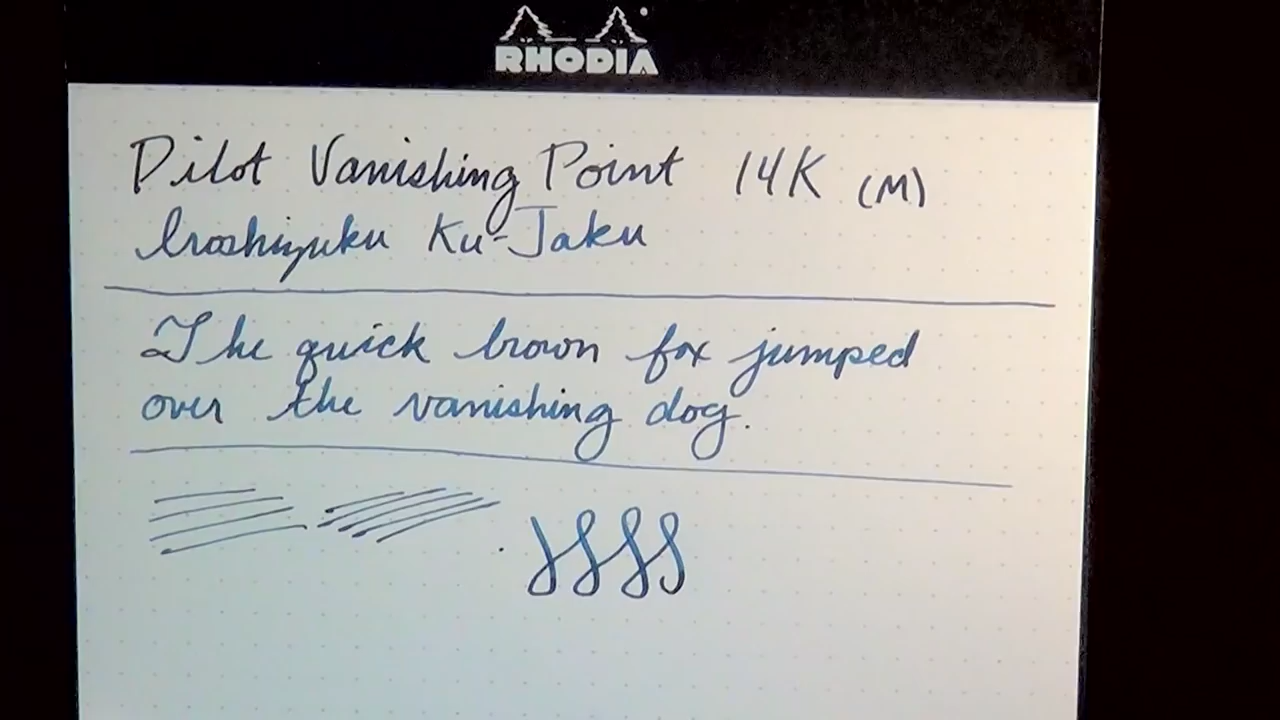 RHODIA
Pilot Vanishing Point 14K (M)
Iroshizuku Ku-Jaku
The quick brown fox jumped
over the vanishing dog.